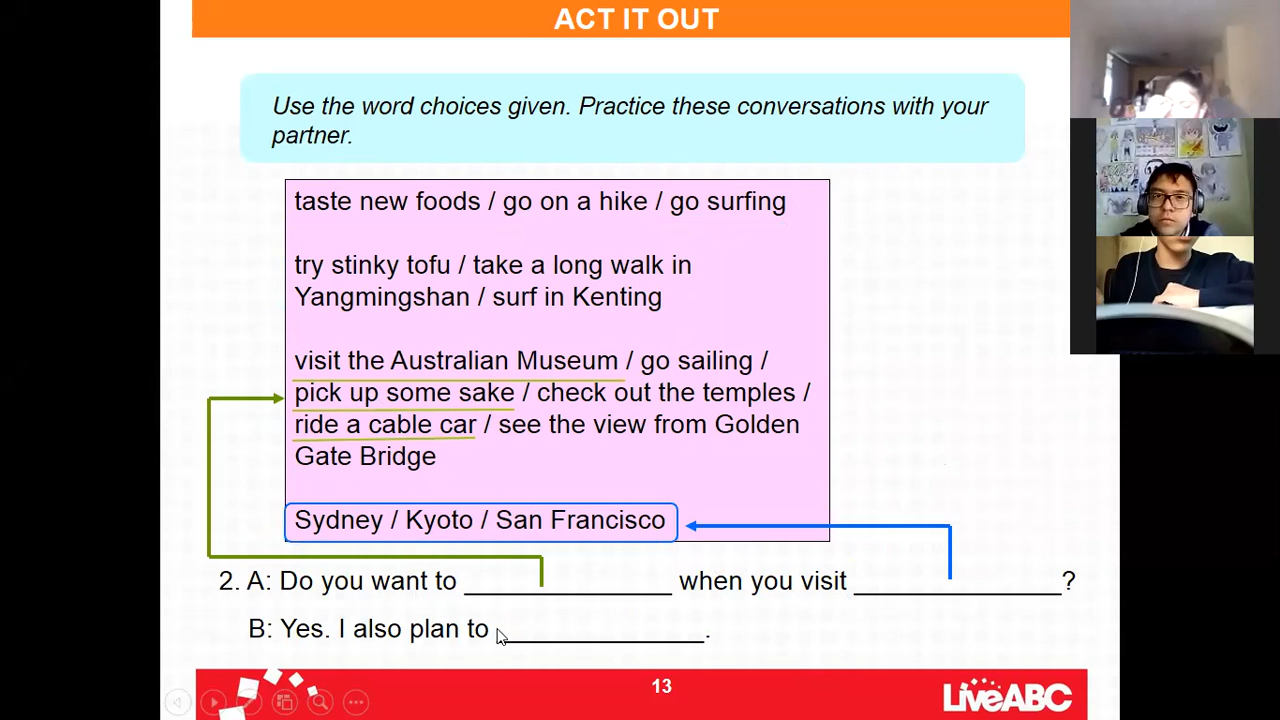 ACT IT OUT
Use the word choices given. Practice these conversations with your
partner.
taste new foods / go on a hike / go surfing
try stinky tofu / take a long walk in
Yangmingshan / surf in Kenting
visit the Australian Museum / go sailing /
pick up some sake / check out the temples /
ride a cable car / see the view from Golden
Gate Bridge
Sydney / Kyoto / San Francisco
2. A: Do you want to ______________ when you visit ______________?
B: Yes. I also plan to ______________.
13
LiveABC